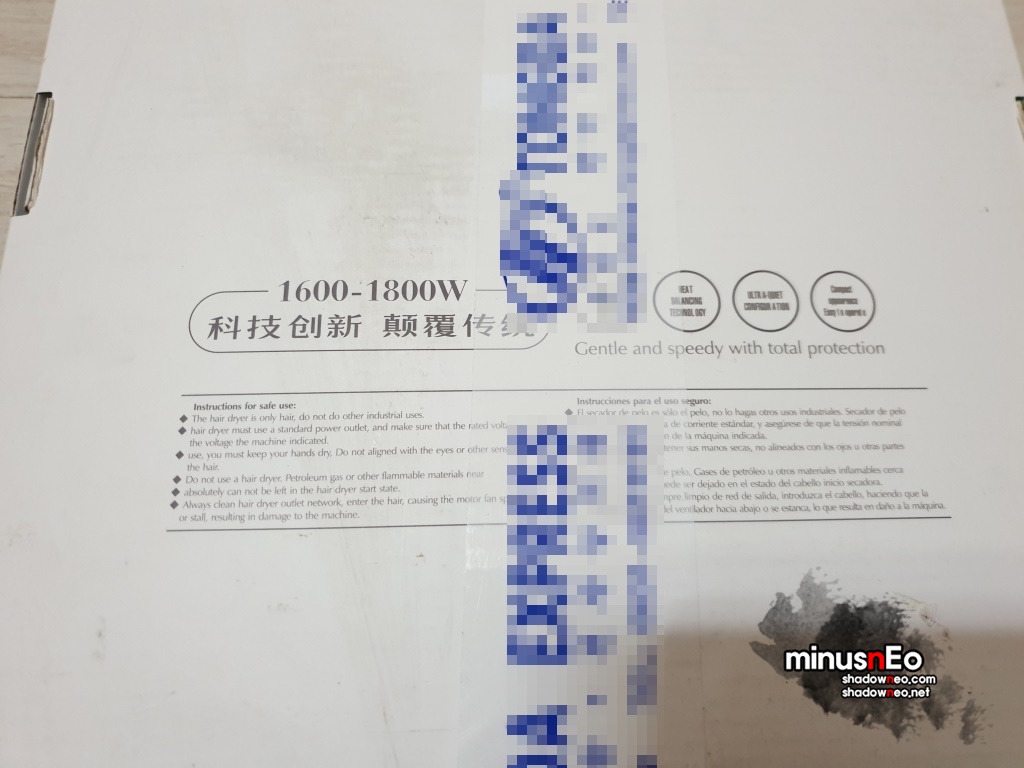 1600-1800W
科技创新 颠覆传统
HEAT
BALANCING
TECHNOLOGY
ULTRA-QUIET
CONFIGURATION
Compact
appearance
Easy to operate
Gentle and speedy with total protection
Instructions for safe use:
◆ The hair dryer is only hair, do not do other industrial uses.
◆ hair dryer must use a standard power outlet, and make sure that the rated
the voltage the machine indicated.
◆ use, you must keep your hands dry. Do not aligned with the eyes or other
the hair.
◆ Do not use a hair dryer. Petroleum gas or other flammable materials near
◆ absolutely can not be left in the hair dryer start state.
◆ Always clean hair dryer outlet network, enter the hair, causing the motor fan
or stall, resulting in damage to the machine.
Instrucciones para el uso seguro:
◆ El secador de pelo es sólo el pelo, no lo hagas otros usos industriales. Secador de pelo
de corriente estándar, y asegúrese de que la tensión nominal
de la máquina indicada.
sus manos secas, no alineados con los ojos u otras partes
pelo. Gases de petróleo u otros materiales inflamables cerca
ser dejado en el estado del cabello inicio secadora.
limpio de red de salida, introduzca el cabello, haciendo que la
ventilador hacia abajo o se estanca, lo que resulta en daño a la máquina.
EXPRESS
minusnEo
shadowneo.com
shadowneo.net